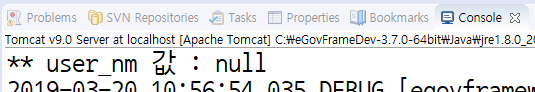 Problems SVN Repositories Tasks Properties Bookmarks Console
Tomcat v9.0 Server at localhost [Apache Tomcat] C:₩eGovFrameDev-3.7.0-64bit₩Java₩jre1.8.0_20
** user_nm 값 : null
2019-03-20 10:56:54,035 DEBUG [egovframew